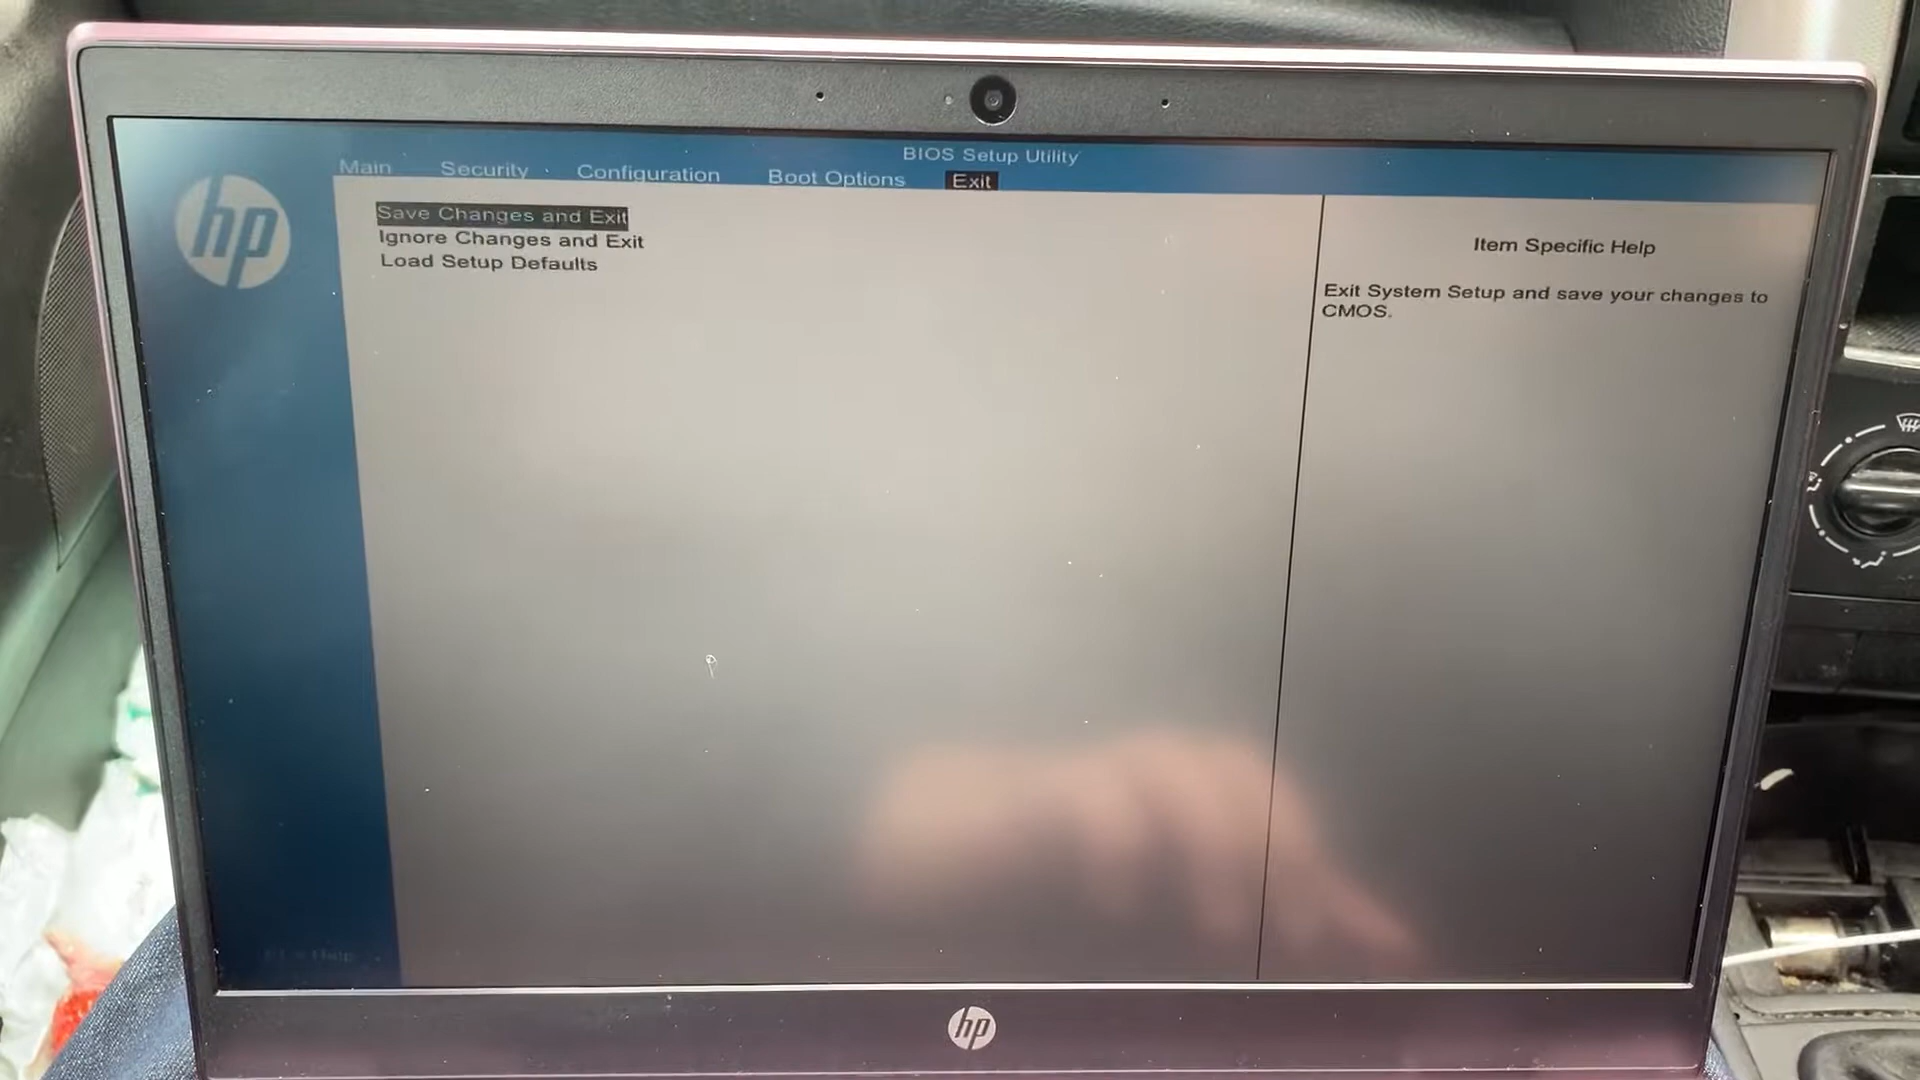 BIOS Setup Utility
Main Security Configuration Boot Options Exit
hp
Save Changes and Exit
Ignore Changes and Exit
Load Setup Defaults
Item Specific Help
Exit System Setup and save your changes to
CMOS.
Help
hp